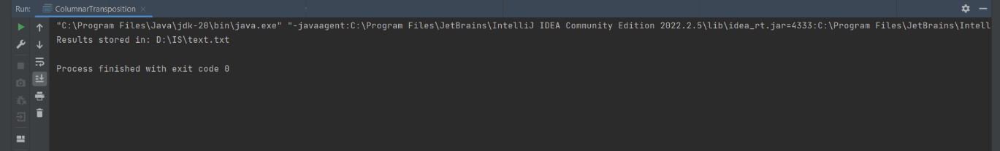 Run: ColumnarTransposition ×
"C:\Program Files\Java\jdk-20\bin\java.exe" "-javaagent:C:\Program Files\JetBrains\IntelliJ IDEA Community Edition 2022.2.5\lib\idea_rt.jar=4333:C:\Program Files\JetBrains\Intell
Results stored in: D:\IS\text.txt
Process finished with exit code 0